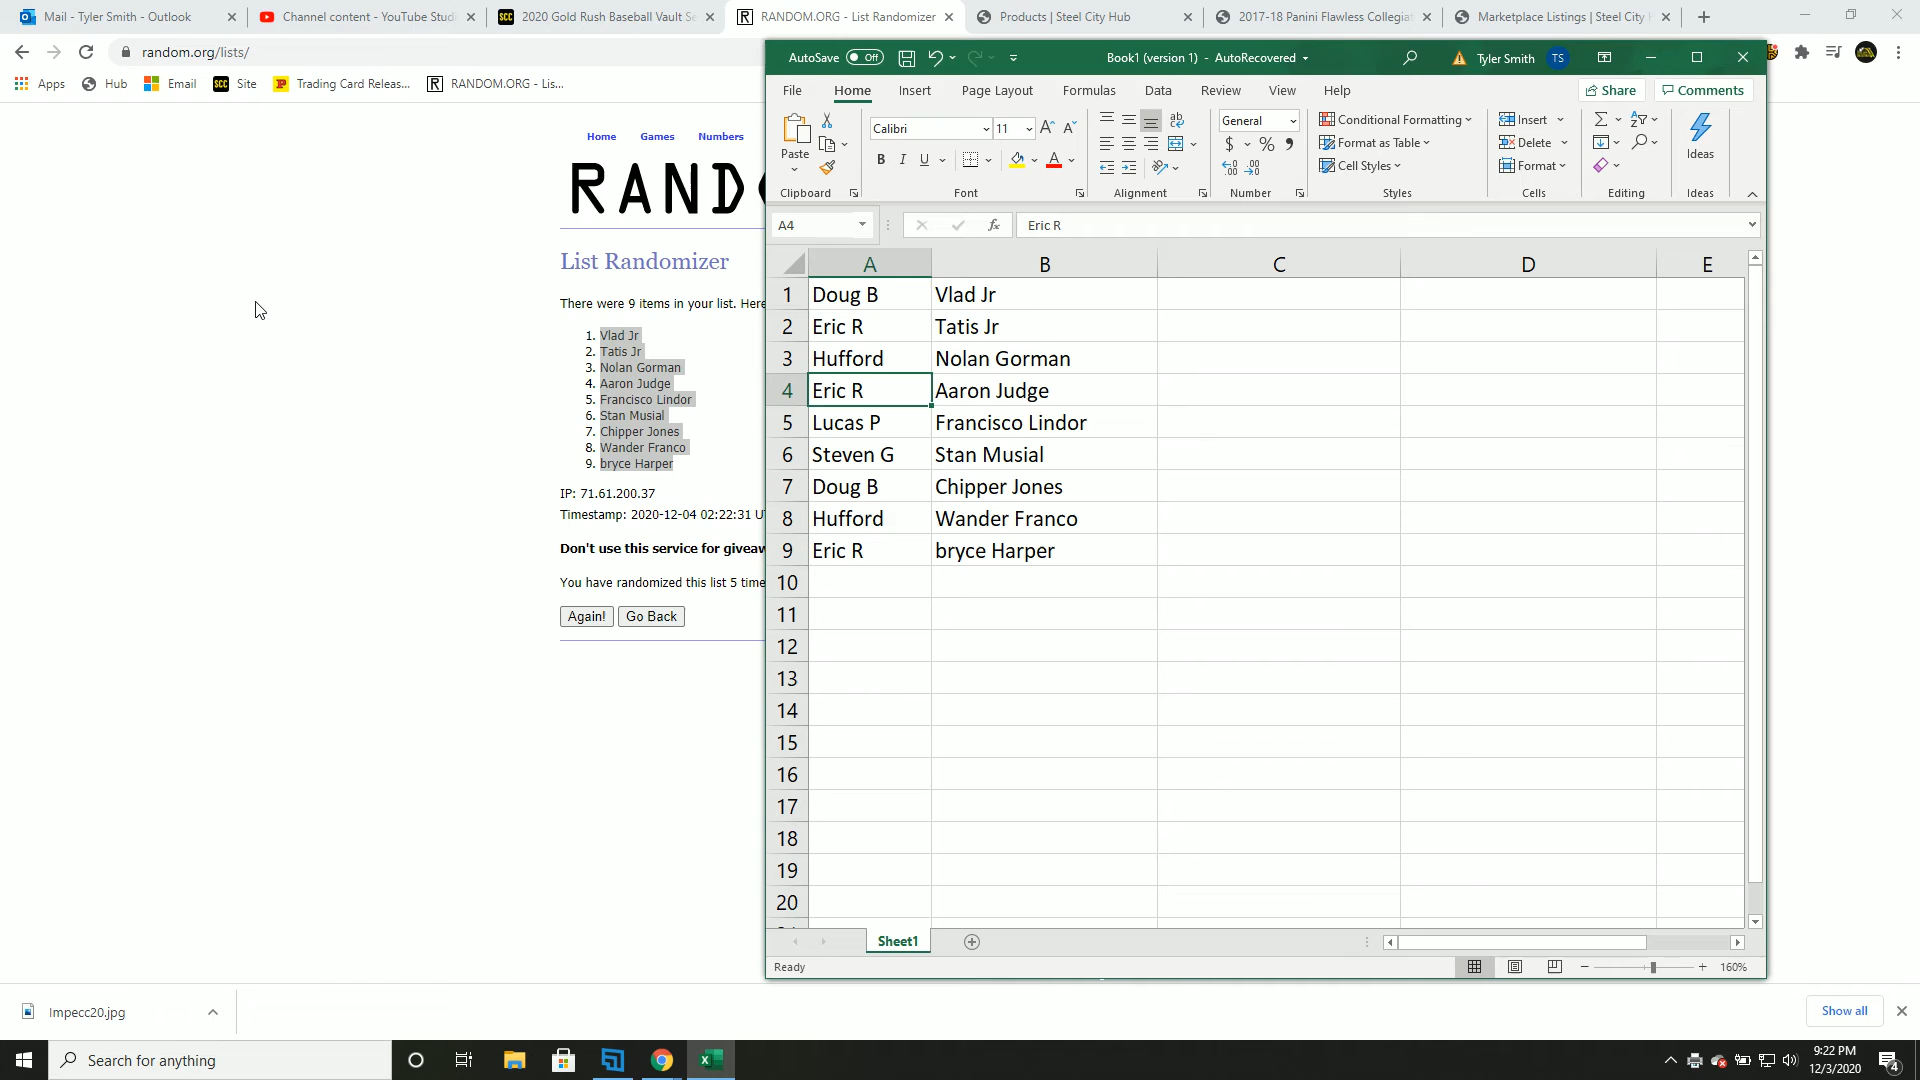 Mail - Tyler Smith - Outlook
Channel content - YouTube Studi
SCC 2020 Gold Rush Baseball Vault Se
R RANDOM.ORG - List Randomizer
Products | Steel City Hub
2017-18 Panini Flawless Collegiat
Marketplace Listings | Steel City H
random.org/lists/
Apps
Hub
Email
SCC Site
Trading Card Releas...
R RANDOM.ORG - Lis...
Home Games Numbers
RANDO
List Randomizer
There were 9 items in your list. Here
1. Vlad Jr
2. Tatis Jr
3. Nolan Gorman
4. Aaron Judge
5. Francisco Lindor
6. Stan Musial
7. Chipper Jones
8. Wander Franco
9. bryce Harper
IP: 71.61.200.37
Timestamp: 2020-12-04 02:22:31 U
Don't use this service for giveaw
You have randomized this list 5 time
Again! Go Back
AutoSave Off
Book1 (version 1) - AutoRecovered
Tyler Smith TS
File Home Insert Page Layout Formulas Data Review View Help
Share Comments
Paste
Clipboard
Calibri 11
B I U
Font
Alignment
General
$ % 9
Number
Conditional Formatting
Format as Table
Cell Styles
Styles
Insert
Delete
Format
Cells
Editing
Ideas
Ideas
A4 fx Eric R
A B C D E
1 Doug B Vlad Jr
2 Eric R Tatis Jr
3 Hufford Nolan Gorman
4 Eric R Aaron Judge
5 Lucas P Francisco Lindor
6 Steven G Stan Musial
7 Doug B Chipper Jones
8 Hufford Wander Franco
9 Eric R bryce Harper
10
11
12
13
14
15
16
17
18
19
20
Sheet1
Ready
160%
Impecc20.jpg
Show all
Search for anything
9:22 PM
12/3/2020
4